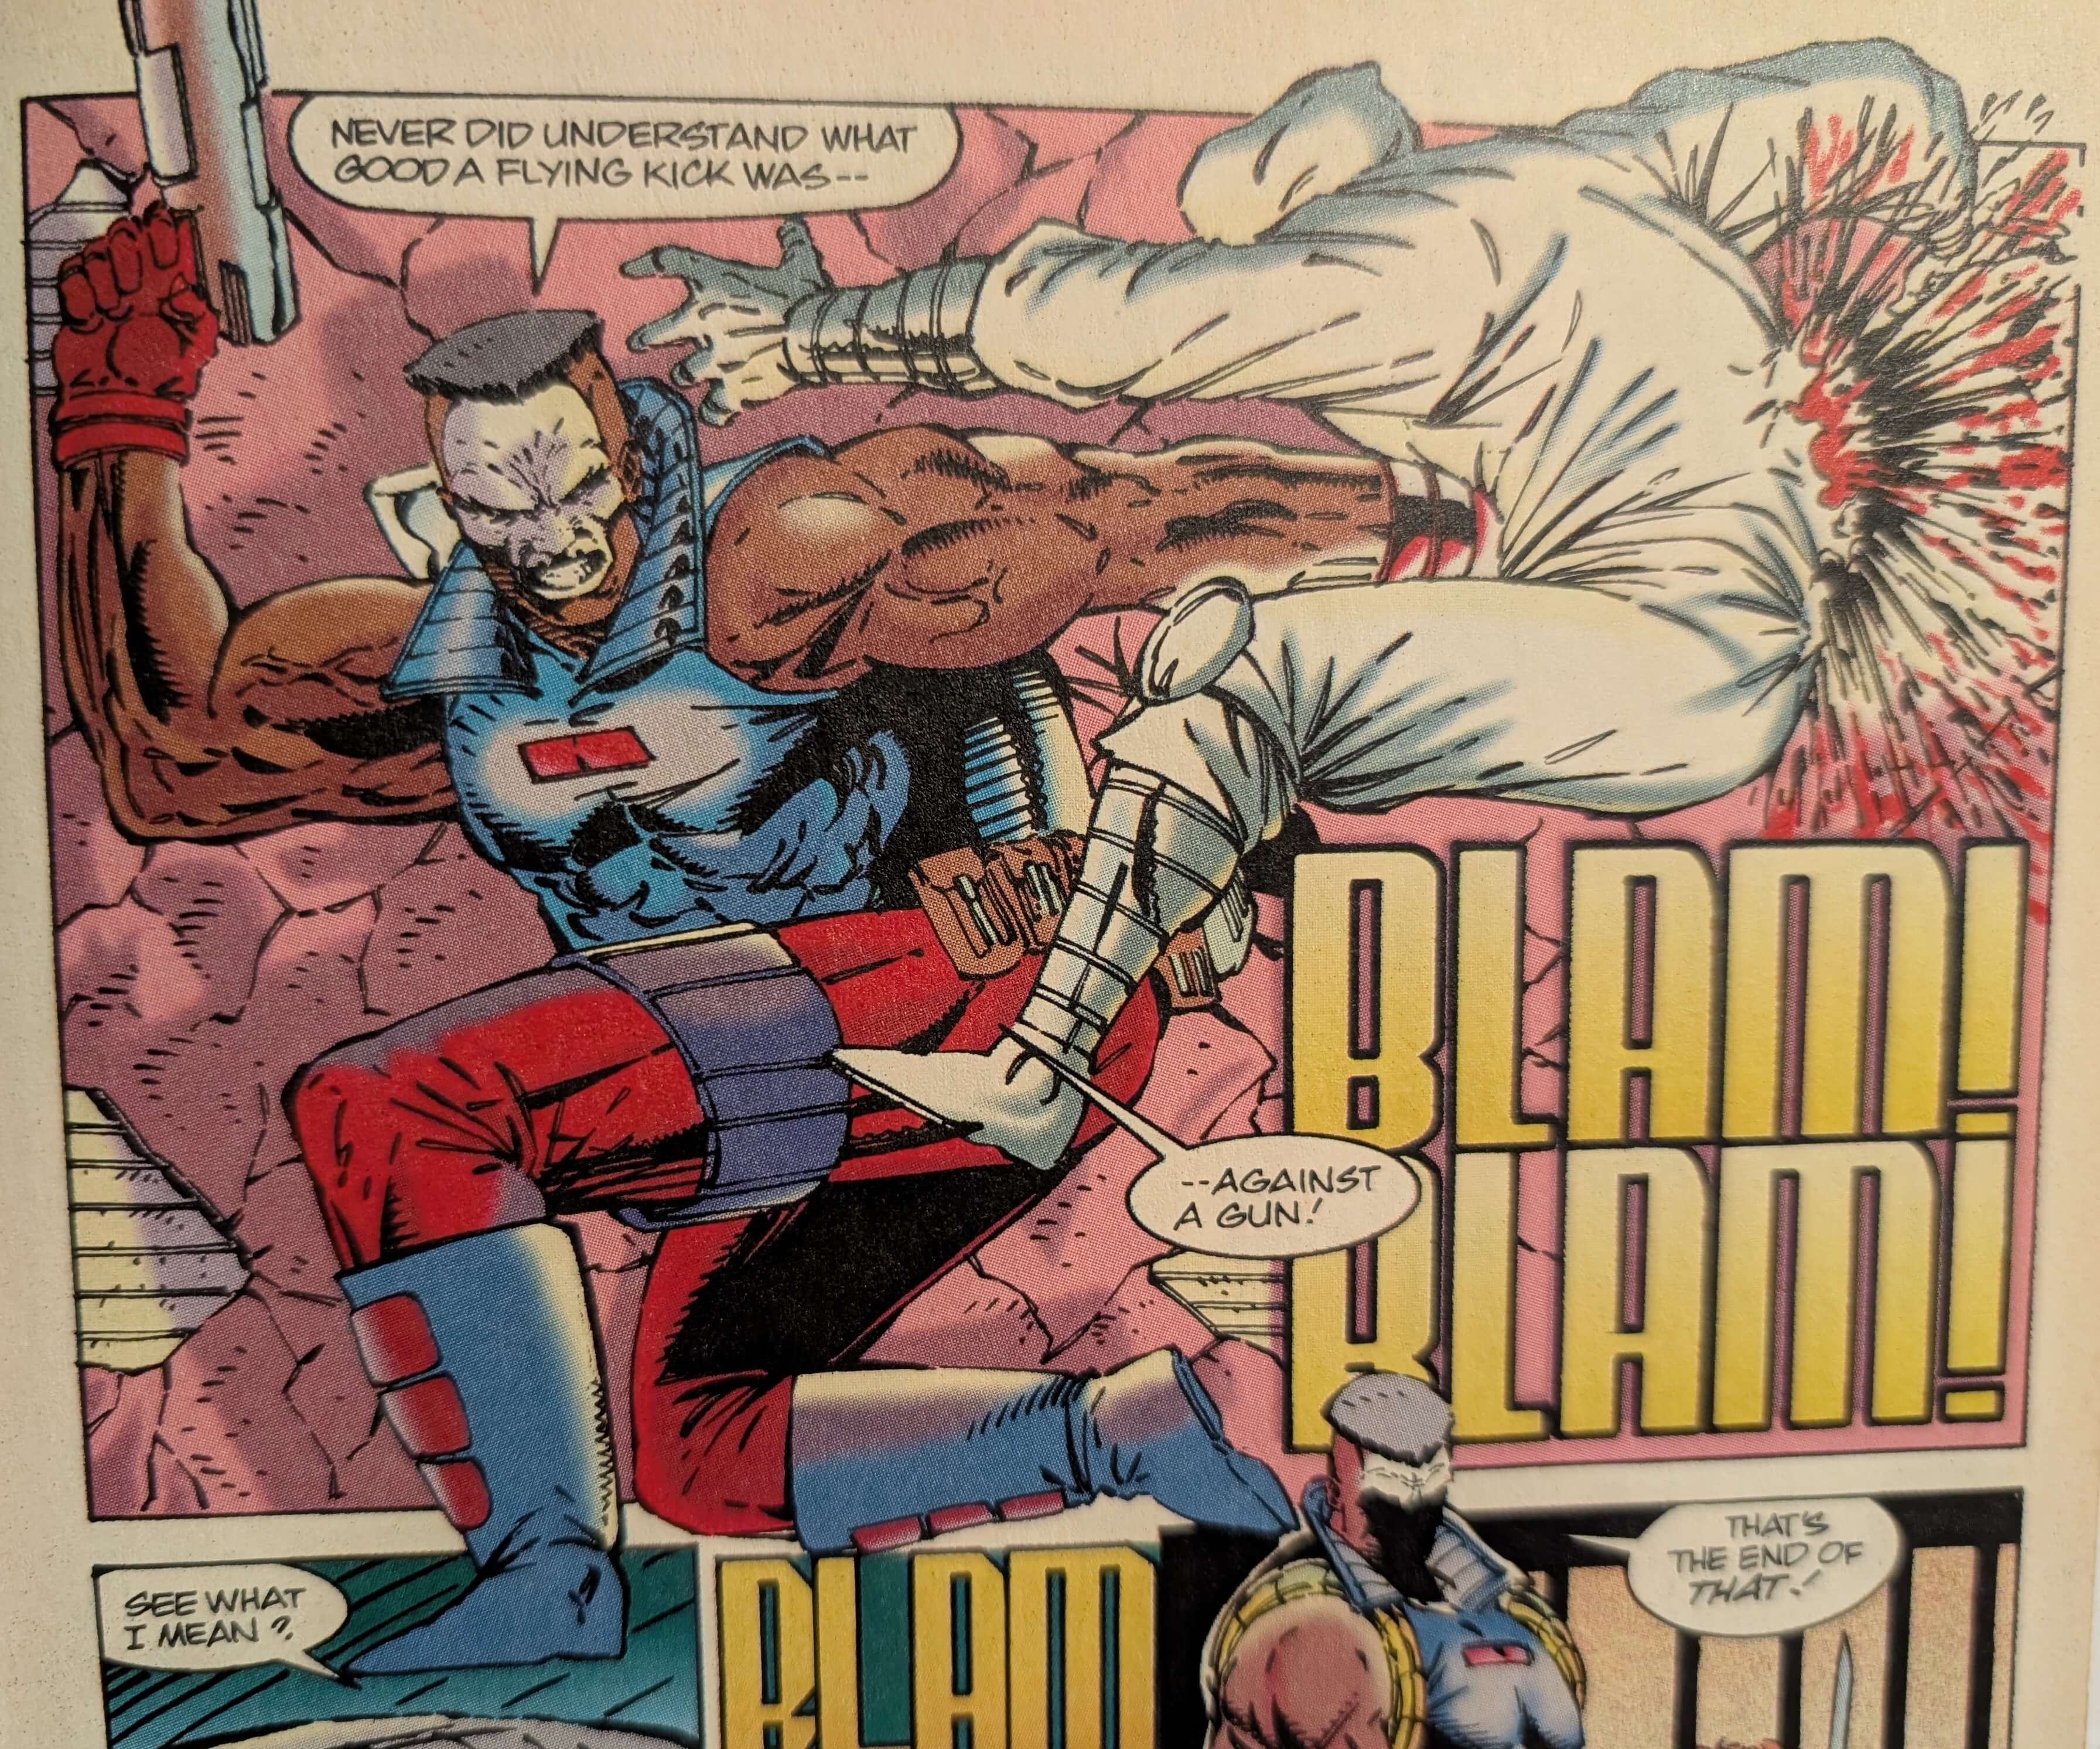 NEVER DID UNDERSTAND WHAT
GOOD A FLYING KICK WAS--
BLAM!
BLAM!
--AGAINST
A GUN!
SEE WHAT
I MEAN?
BLAM
THAT'S
THE END OF
THAT!